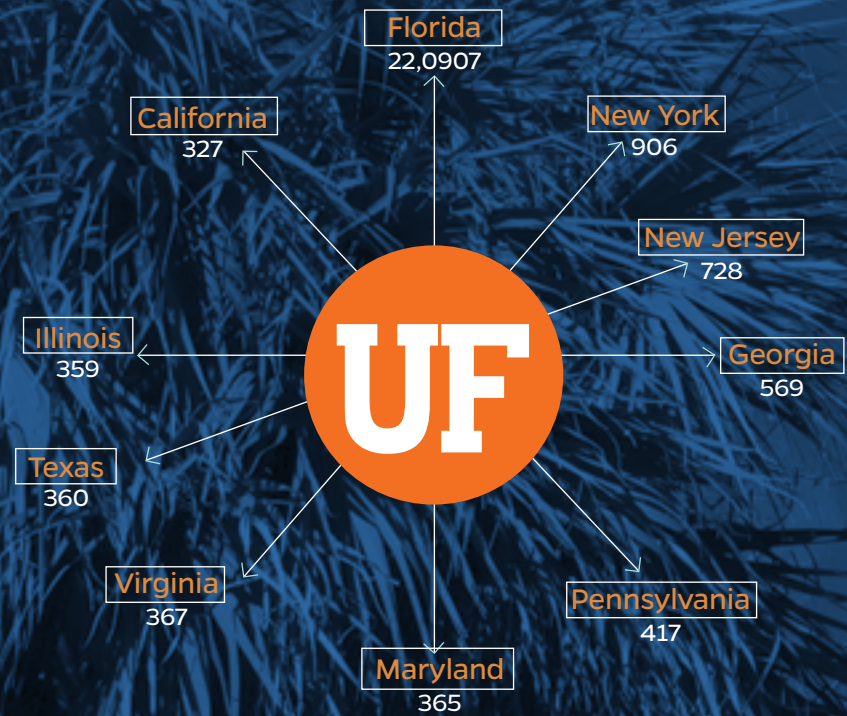 Florida
22,0907
New York
906
New Jersey
728
Georgia
569
Pennsylvania
417
Maryland
365
Virginia
367
Texas
360
Illinois
359
California
327
UF